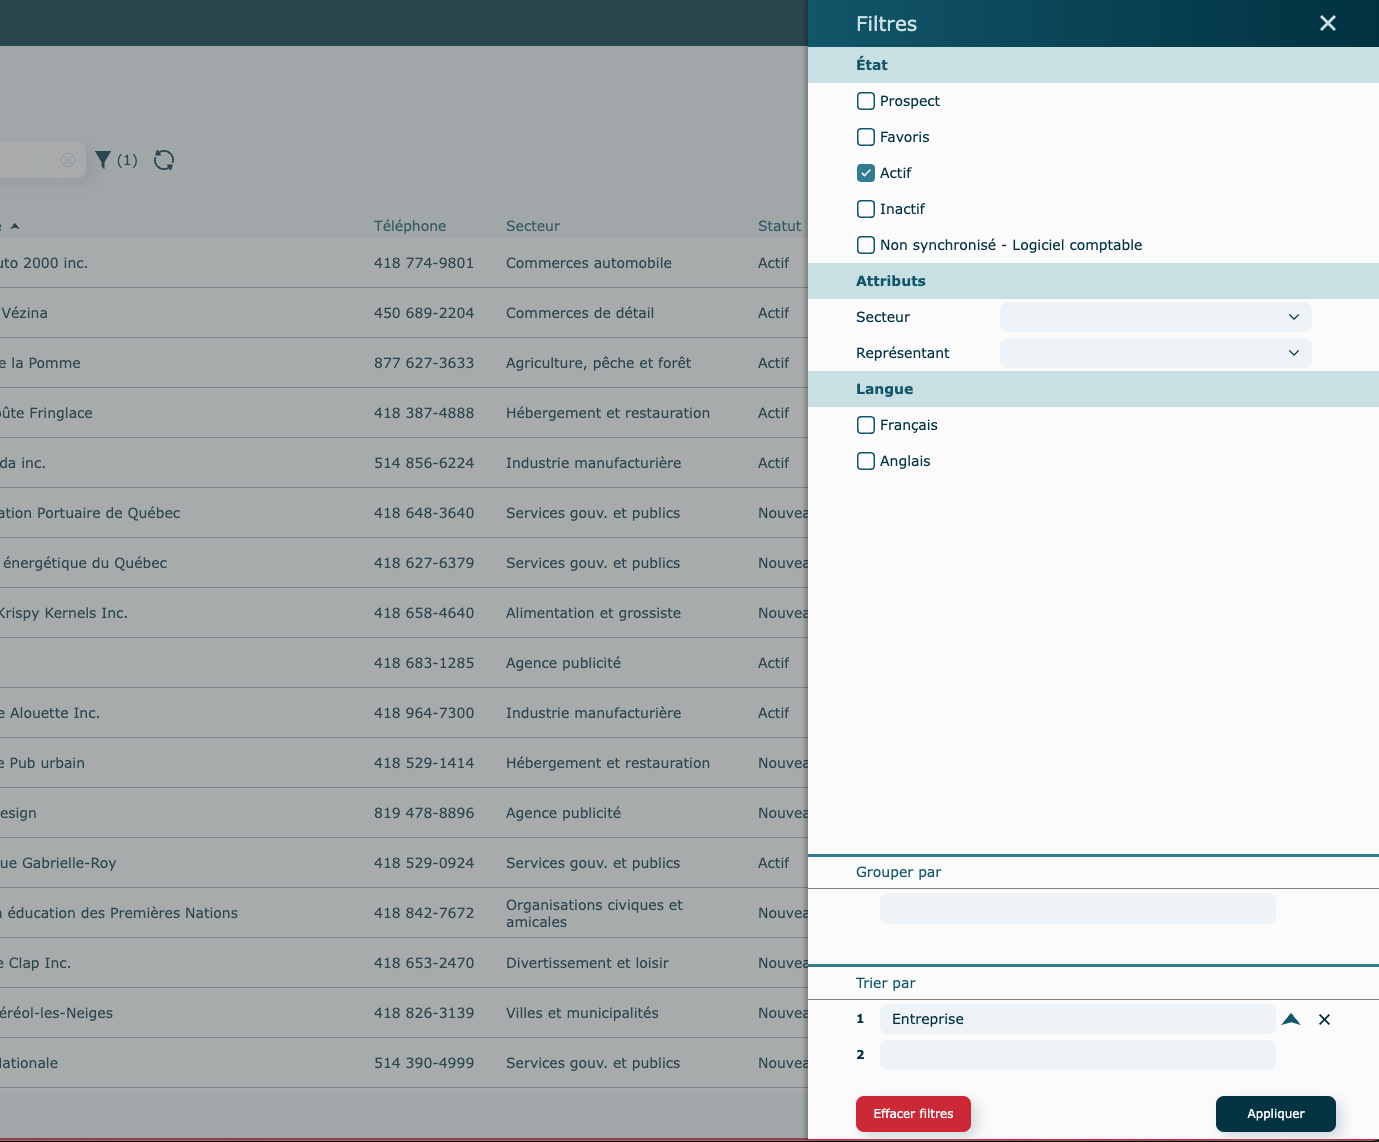 Filtres
État
Prospect
Favoris
Actif
Inactif
Non synchronisé - Logiciel comptable
Attributs
Secteur
Représentant
Langue
Français
Anglais
Grouper par
Trier par
1 Entreprise
2
Effacer filtres Appliquer
(1)
Téléphone Secteur Statut
uto 2000 inc. 418 774-9801 Commerces automobile Actif
Vézina 450 689-2204 Commerces de détail Actif
e la Pomme 877 627-3633 Agriculture, pêche et forêt Actif
oûte Fringlace 418 387-4888 Hébergement et restauration Actif
da inc. 514 856-6224 Industrie manufacturière Actif
ation Portuaire de Québec 418 648-3640 Services gouv. et publics Nouvea
énergétique du Québec 418 627-6379 Services gouv. et publics Nouvea
Krispy Kernels Inc. 418 658-4640 Alimentation et grossiste Nouvea
418 683-1285 Agence publicité Actif
e Alouette Inc. 418 964-7300 Industrie manufacturière Actif
e Pub urbain 418 529-1414 Hébergement et restauration Nouvea
esign 819 478-8896 Agence publicité Nouvea
ue Gabrielle-Roy 418 529-0924 Services gouv. et publics Actif
n éducation des Premières Nations 418 842-7672 Organisations civiques et Nouvea
amicales
e Clap Inc. 418 653-2470 Divertissement et loisir Nouvea
éréol-les-Neiges 418 826-3139 Villes et municipalités Nouvea
Nationale 514 390-4999 Services gouv. et publics Nouvea